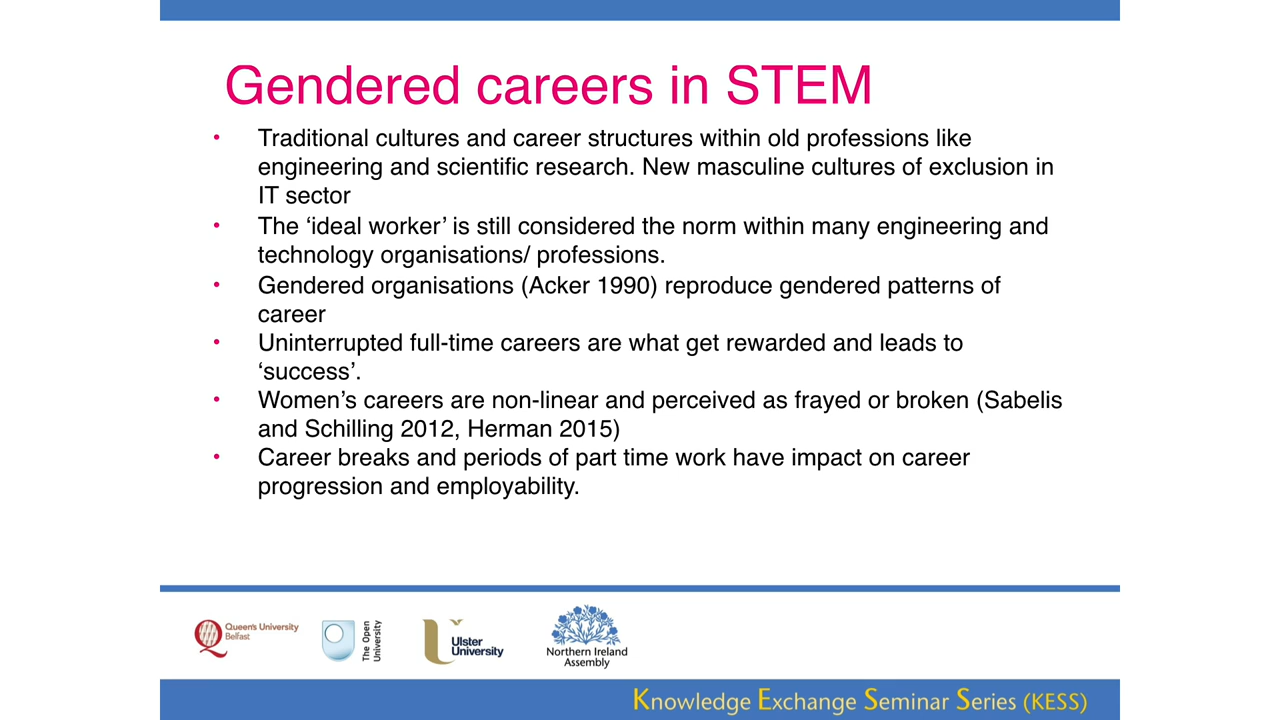 Gendered careers in STEM
• Traditional cultures and career structures within old professions like
engineering and scientific research. New masculine cultures of exclusion in
IT sector
• The ‘ideal worker’ is still considered the norm within many engineering and
technology organisations/ professions.
• Gendered organisations (Acker 1990) reproduce gendered patterns of
career
• Uninterrupted full-time careers are what get rewarded and leads to
‘success’.
• Women’s careers are non-linear and perceived as frayed or broken (Sabelis
and Schilling 2012, Herman 2015)
• Career breaks and periods of part time work have impact on career
progression and employability.
Queen's University
Belfast
The Open
University
Ulster
University
Northern Ireland
Assembly
Knowledge Exchange Seminar Series (KESS)